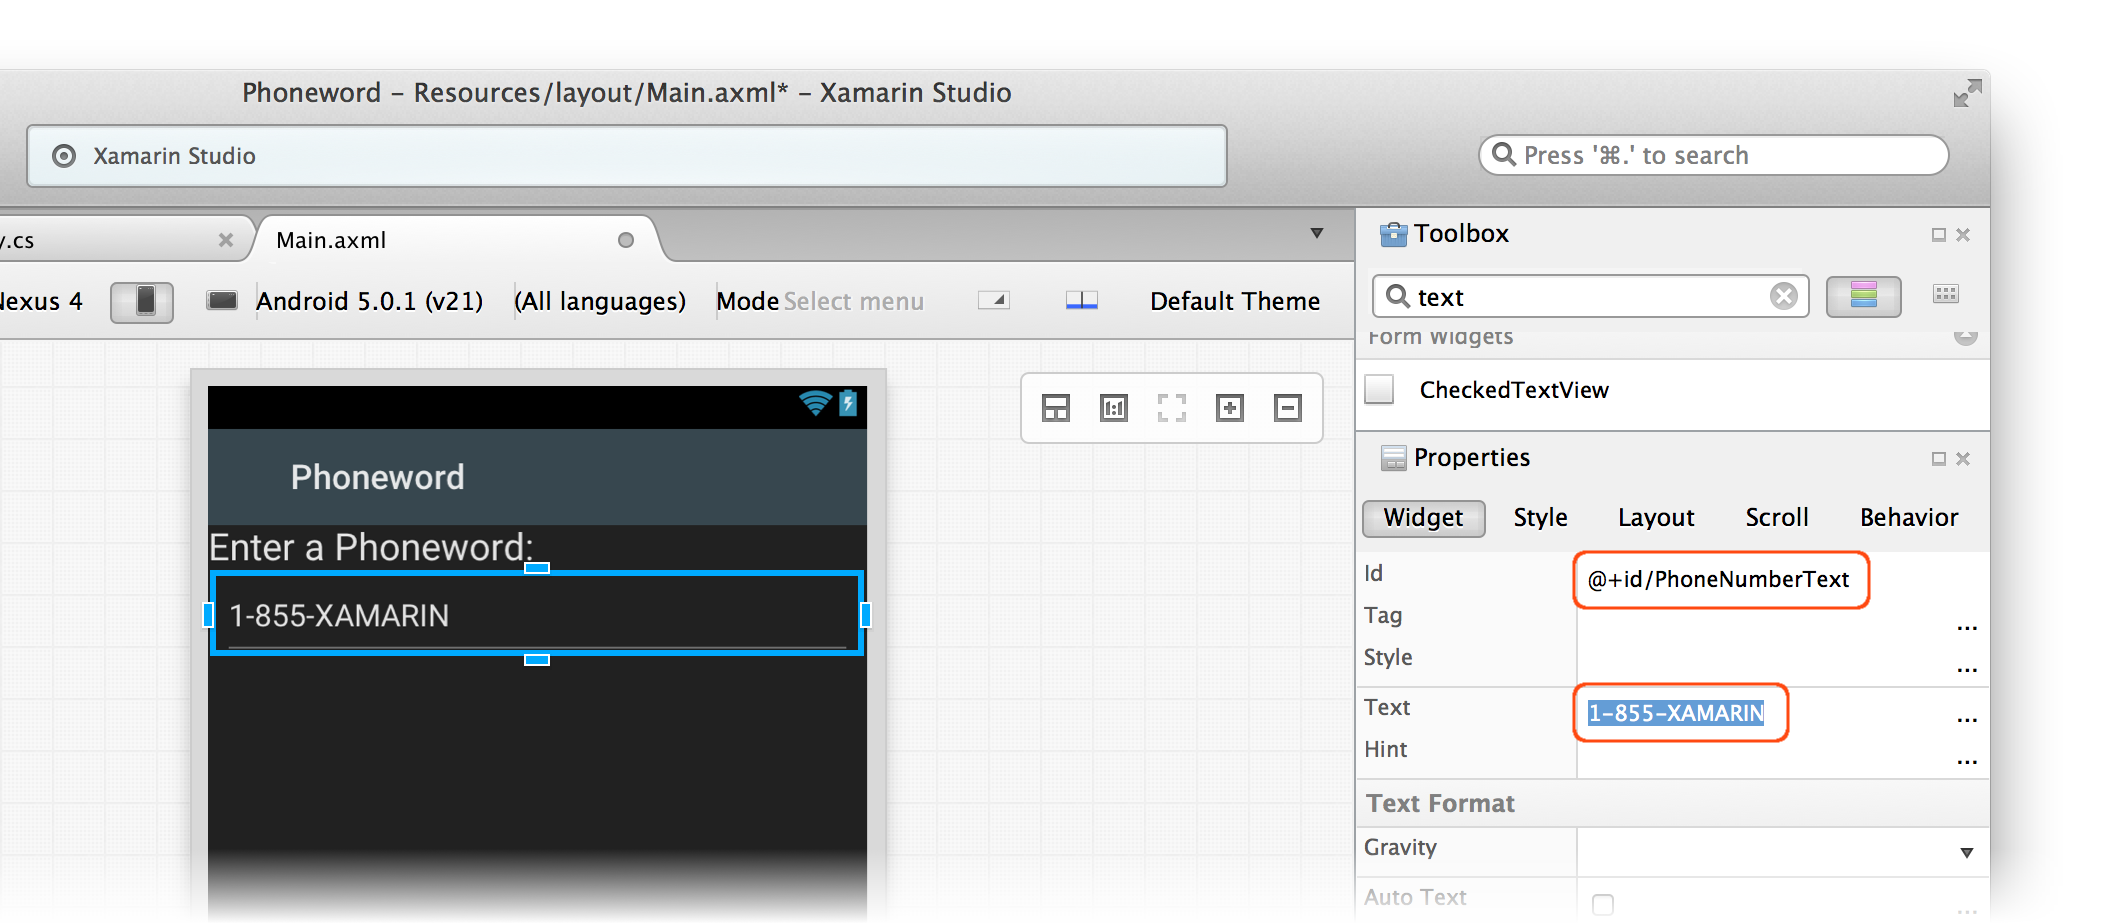 Phoneword – Resources/layout/Main.axml* – Xamarin Studio
Xamarin Studio
Press '⌘.' to search
y.cs
Main.axml
Nexus 4
Android 5.0.1 (v21)
(All languages)
Mode Select menu
Default Theme
Toolbox
text
Form Widgets
CheckedTextView
Phoneword
Enter a Phoneword:
1-855-XAMARIN
1:1
Properties
Widget Style Layout Scroll Behavior
Id @+id/PhoneNumberText
Tag ...
Style ...
Text 1-855-XAMARIN ...
Hint ...
Text Format
Gravity
Auto Text ...